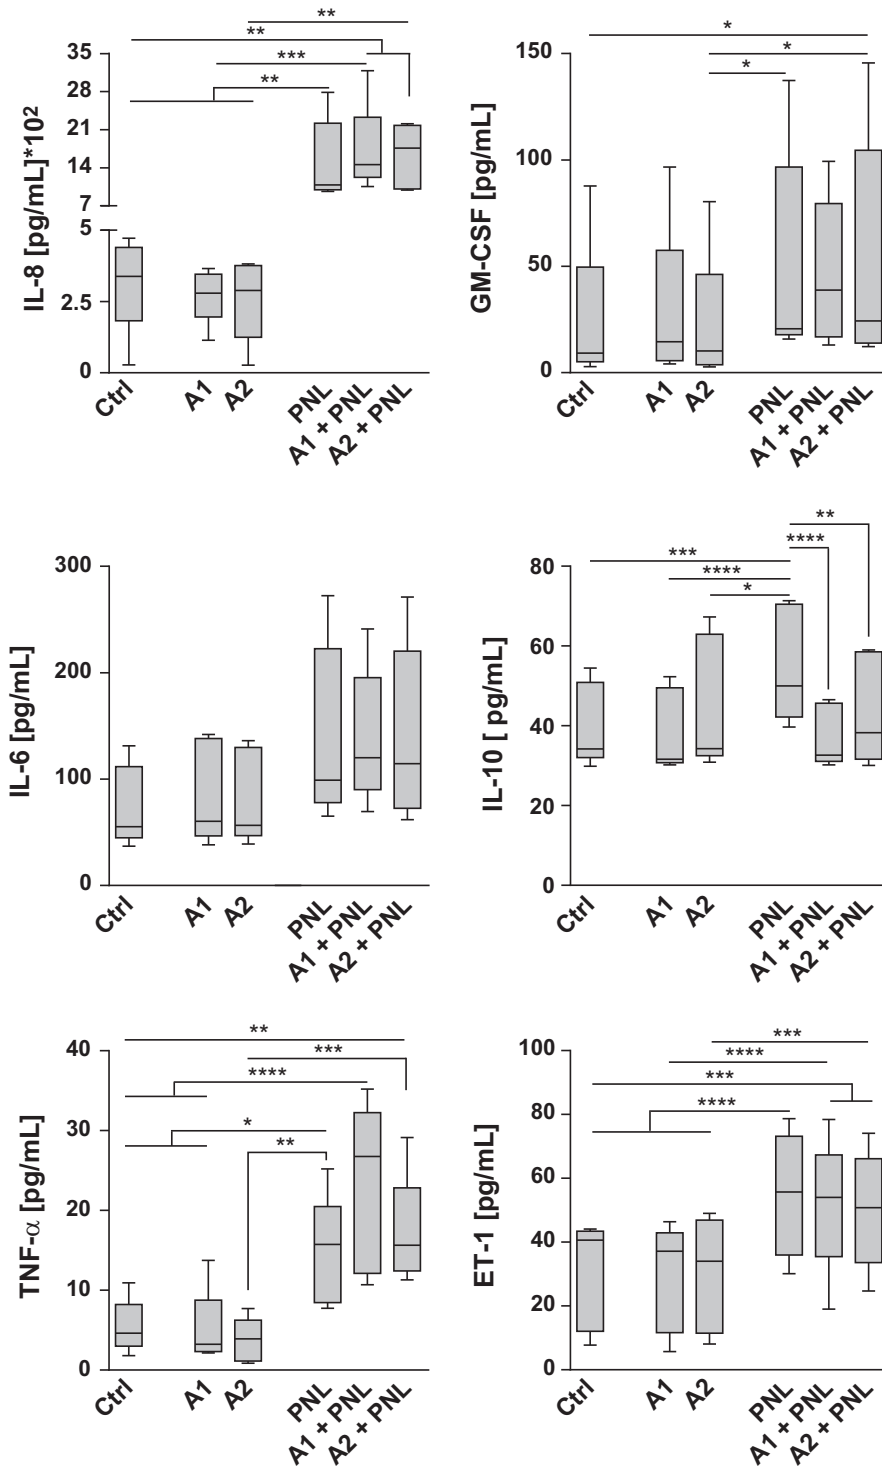 IL-8 [pg/mL]*10²
35
28
21
14
7
5
2.5
0
**
**
***
**
Ctrl
A1
A2
PNL
A1 + PNL
A2 + PNL
GM-CSF [pg/mL]
150
100
50
0
*
*
*
Ctrl
A1
A2
PNL
A1 + PNL
A2 + PNL
IL-6 [pg/mL]
300
200
100
0
Ctrl
A1
A2
PNL
A1 + PNL
A2 + PNL
IL-10 [ pg/mL]
80
60
40
20
0
**
****
***
****
*
Ctrl
A1
A2
PNL
A1 + PNL
A2 + PNL
TNF-α [pg/mL]
40
30
20
10
0
**
***
****
*
**
Ctrl
A1
A2
PNL
A1 + PNL
A2 + PNL
ET-1 [pg/mL]
100
80
60
40
20
0
***
****
***
****
Ctrl
A1
A2
PNL
A1 + PNL
A2 + PNL